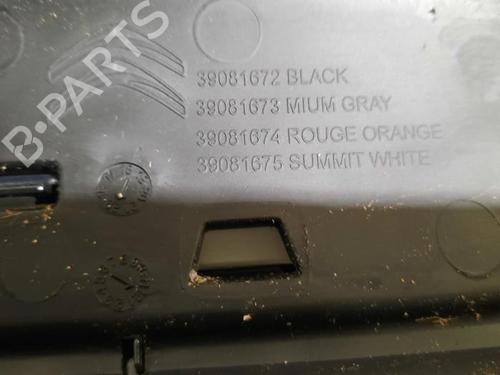 B-PARTS
39081672 BLACK
39081673 MIUM GRAY
39081674 ROUGE ORANGE
39081675 SUMMIT WHITE